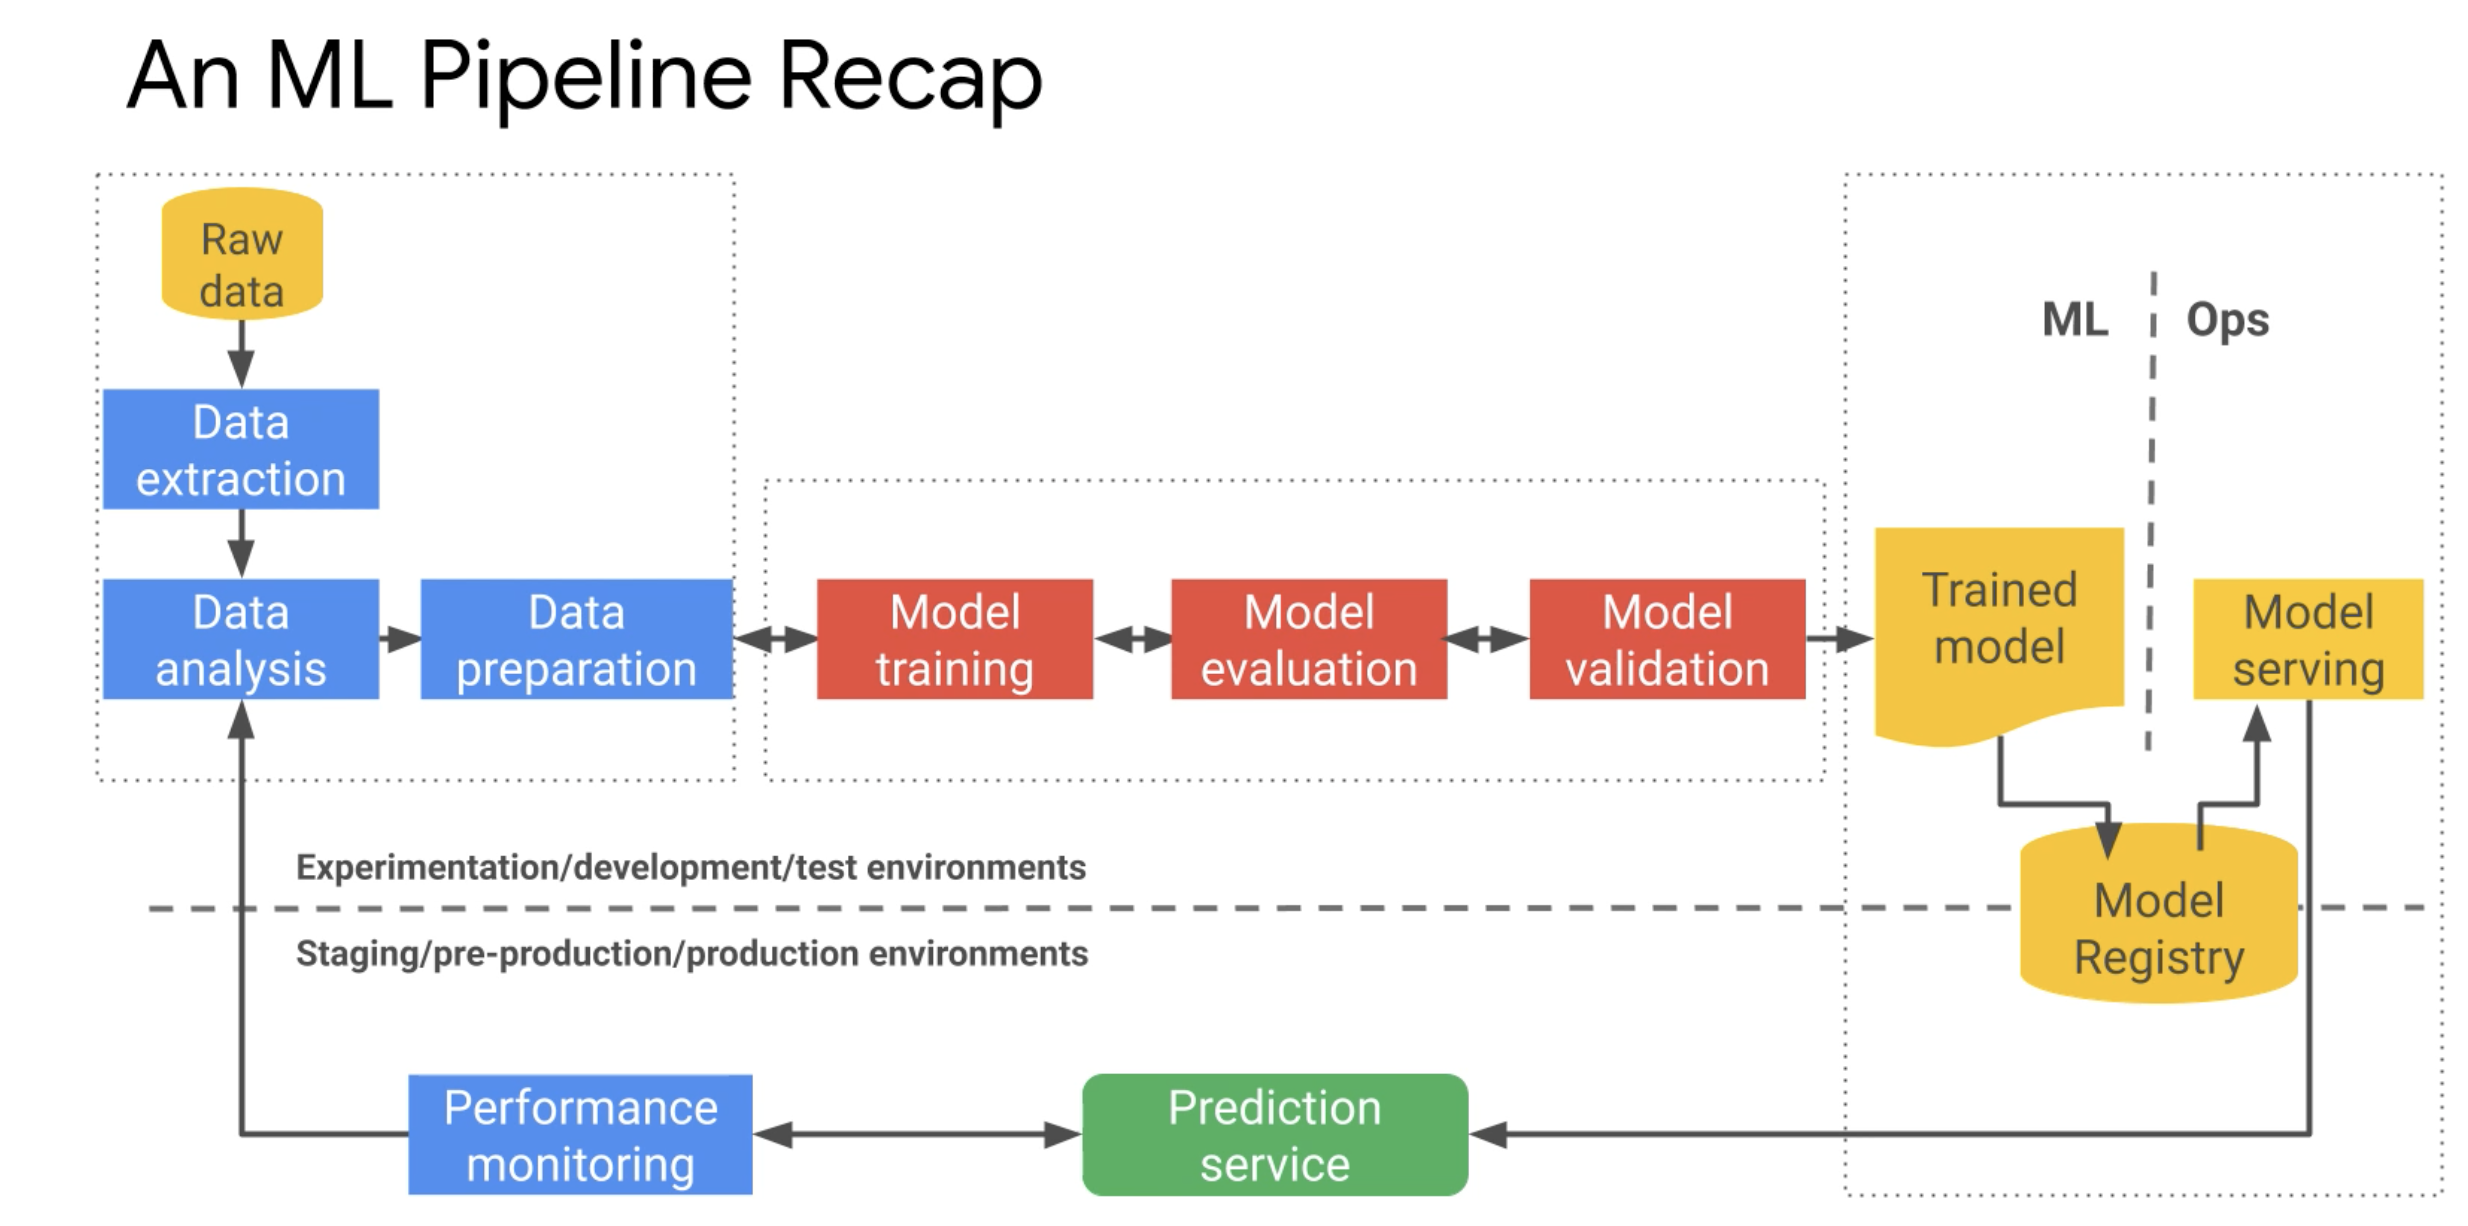 An ML Pipeline Recap
Raw
data
Data
extraction
Data
analysis
Data
preparation
Model
training
Model
evaluation
Model
validation
ML
Ops
Trained
model
Model
serving
Model
Registry
Experimentation/development/test environments
Staging/pre-production/production environments
Performance
monitoring
Prediction
service